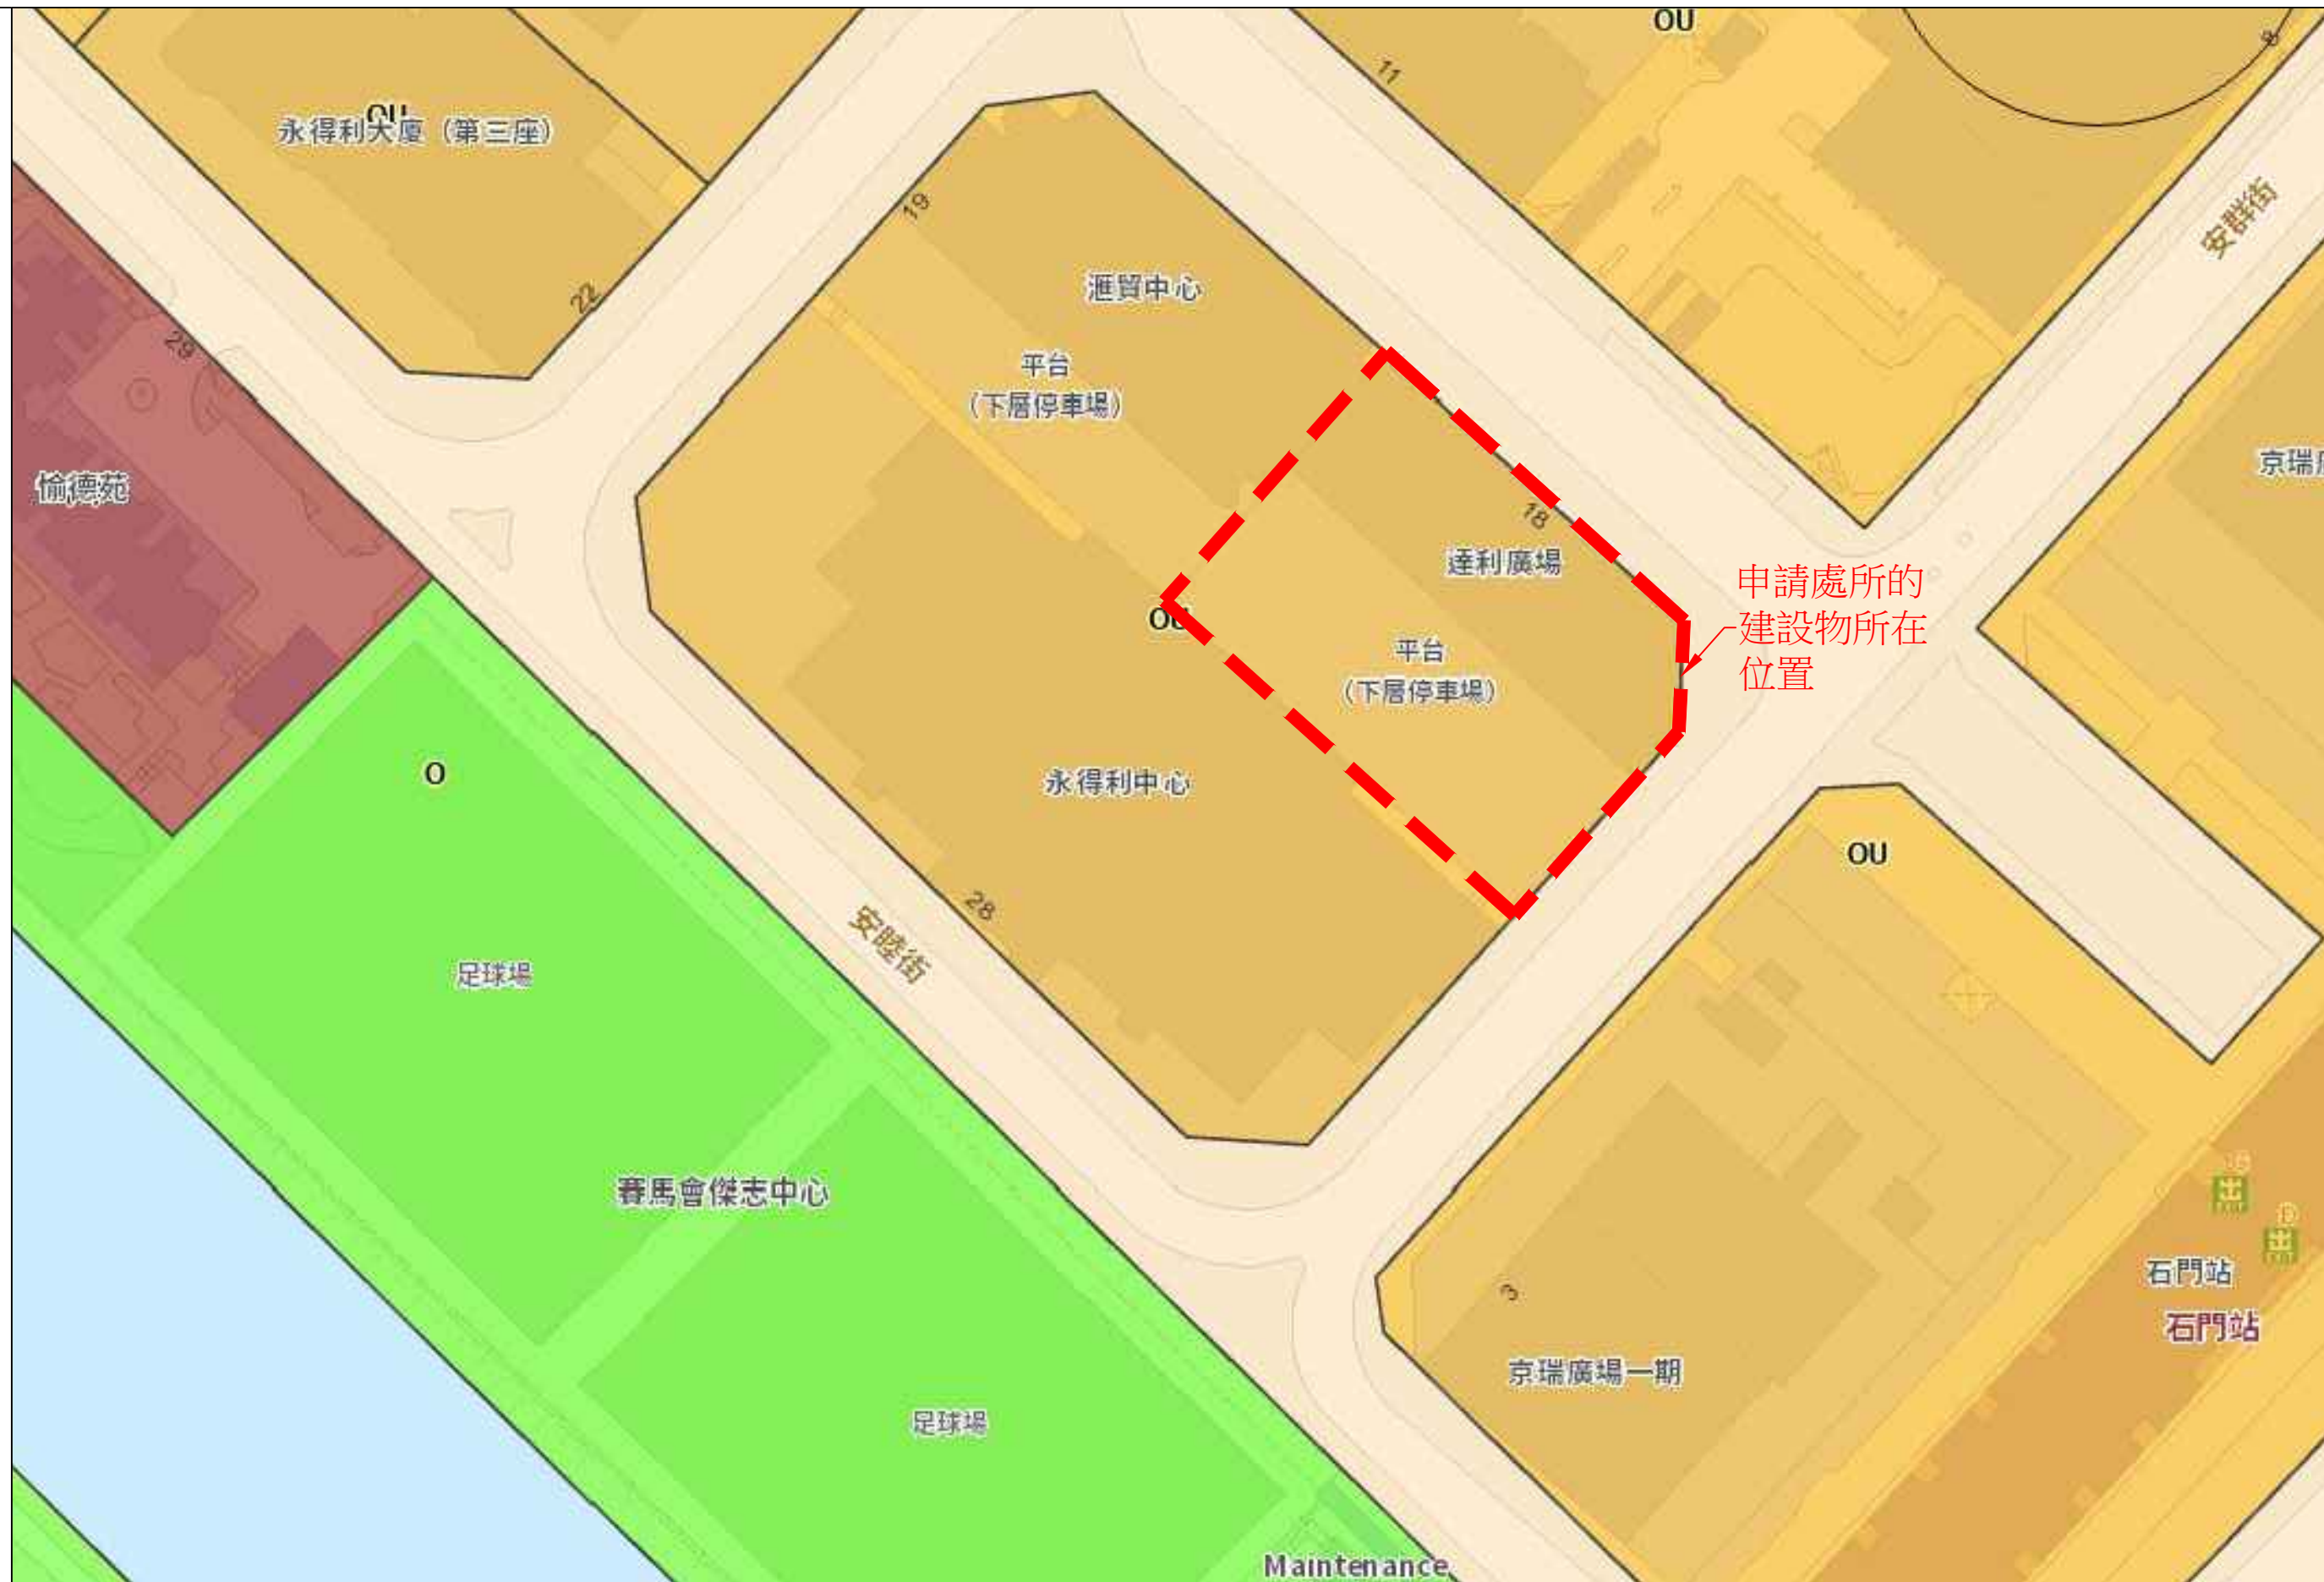 OU
11
8
OU
永得利大廈（第三座）
19
安群街
滙貿中心
22
29
平台
（下層停車場）
京瑞
愉德苑
18
達利廣場
申請處所的
建設物所在
位置
OU
平台
（下層停車場）
O
永得利中心
OU
28
安睦街
足球場
出
賽馬會傑志中心
D
出
石門站
3
石門站
京瑞廣場一期
足球場
Maintenance